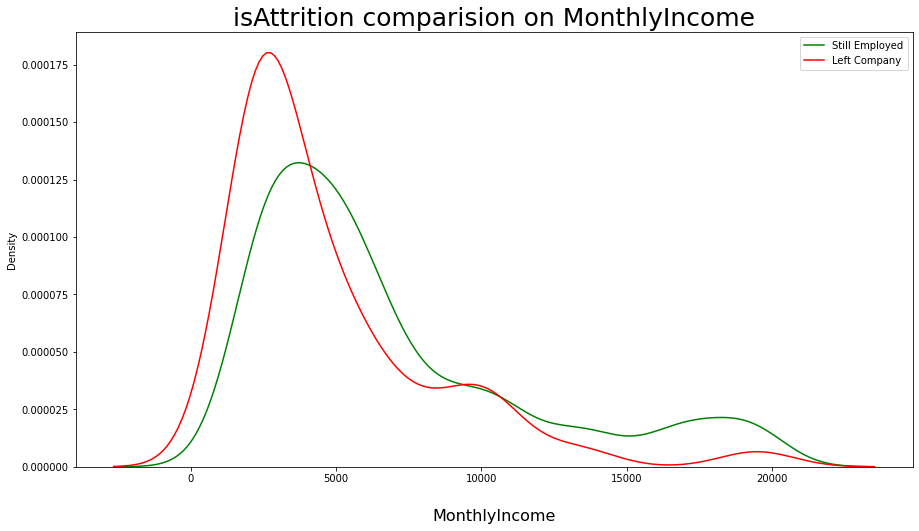 isAttrition comparision on MonthlyIncome
Still Employed
Left Company
0.000175
0.000150
0.000125
0.000100
0.000075
0.000050
0.000025
0.000000
Density
0 5000 10000 15000 20000
MonthlyIncome